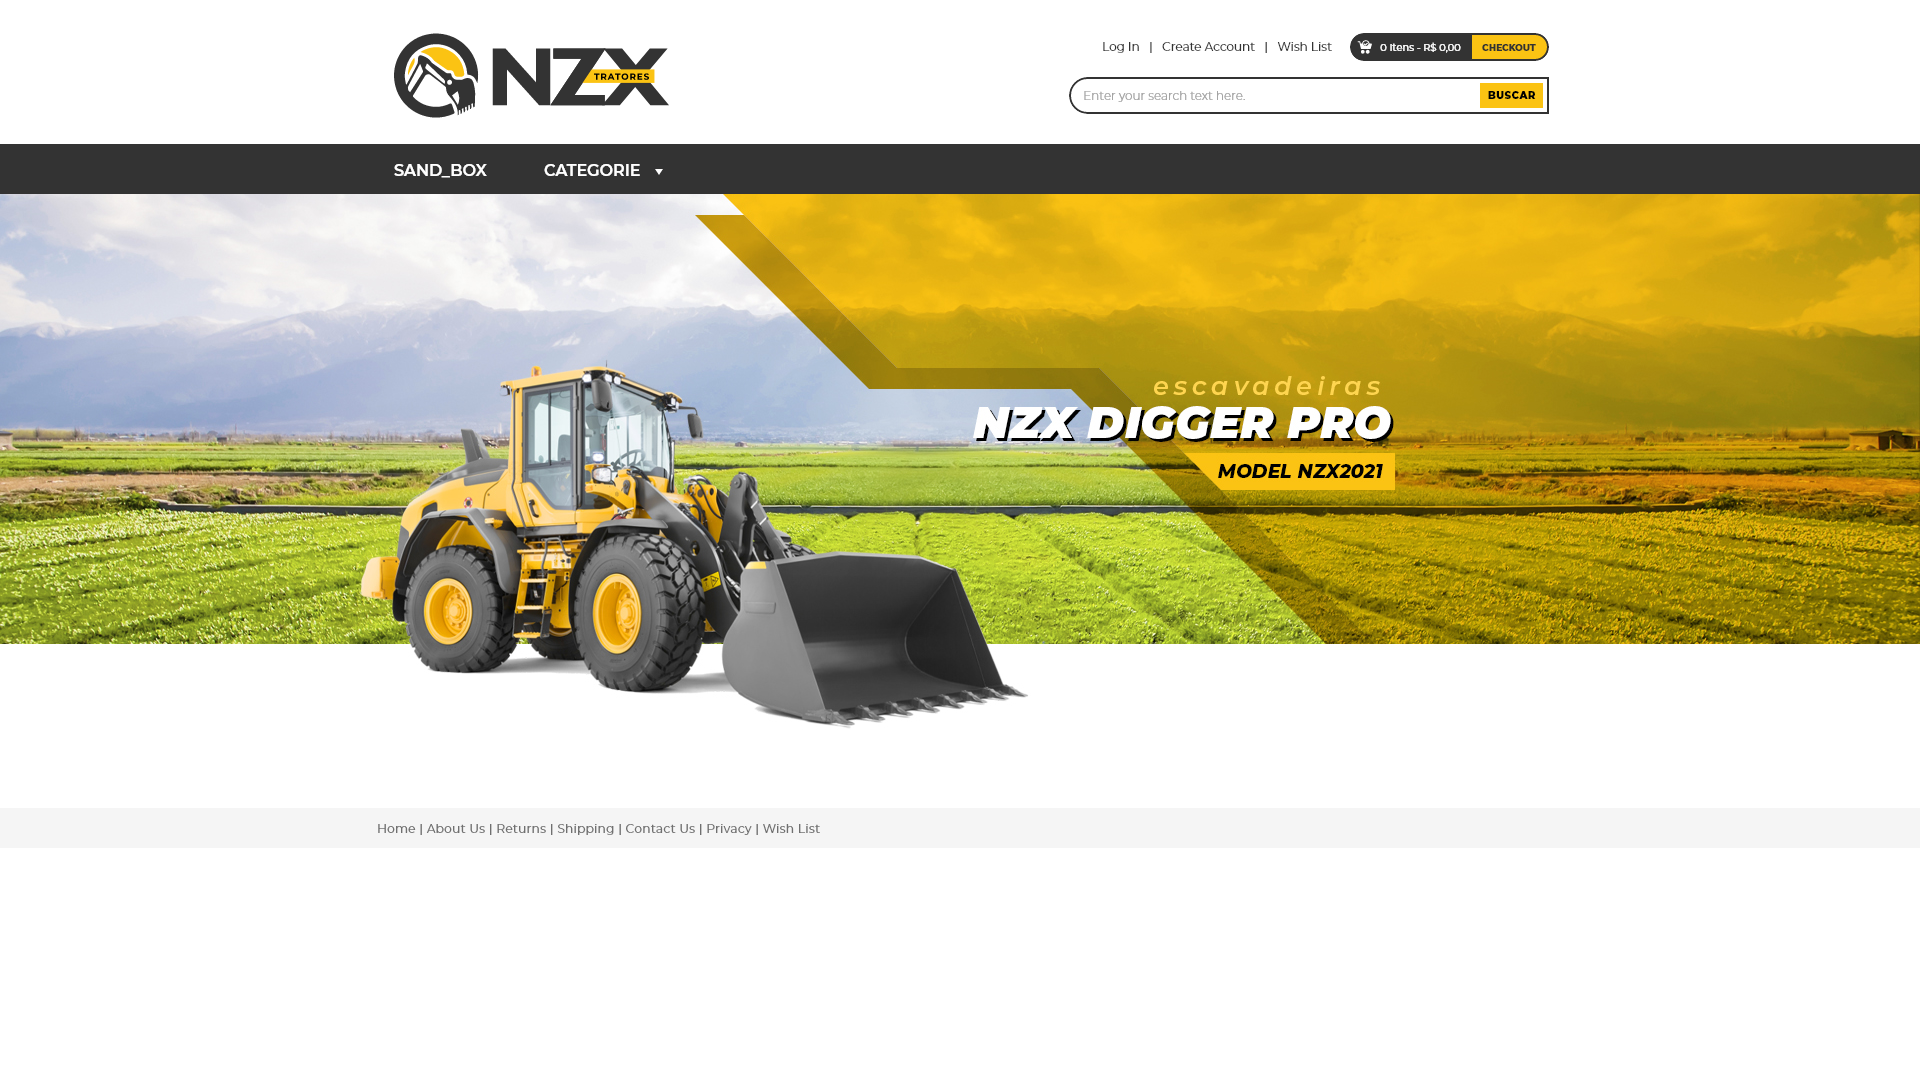 NZX
TRATORES
Log In | Create Account | Wish List
0 Itens - R$ 0,00
CHECKOUT
Enter your search text here.
BUSCAR
SAND_BOX
CATEGORIE
escavadeiras
NZX DIGGER PRO
MODEL NZX2021
Home | About Us | Returns | Shipping | Contact Us | Privacy | Wish List